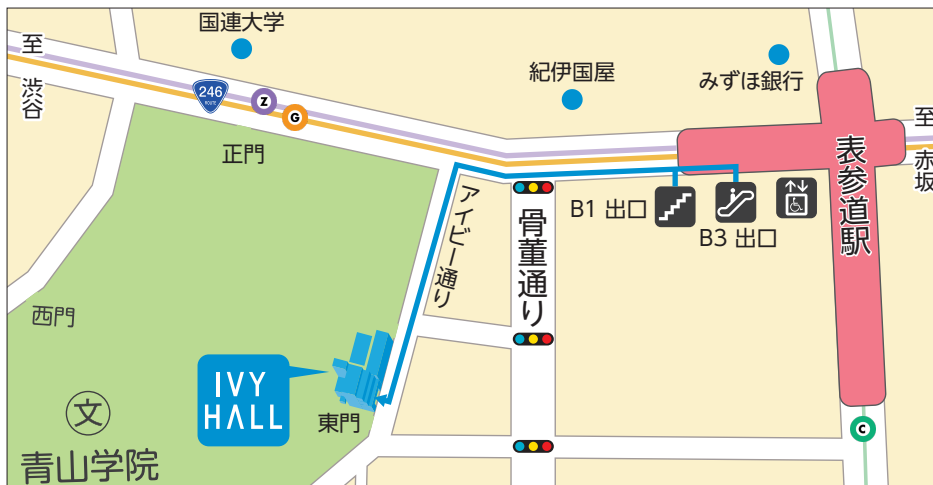 国連大学
至
渋谷
246
ROUTE
Z
G
紀伊国屋
みずほ銀行
至
赤坂
正門
表参道駅
B1 出口
B3 出口
アイビー通り
骨董通り
西門
IVY
HALL
東門
文
青山学院
C